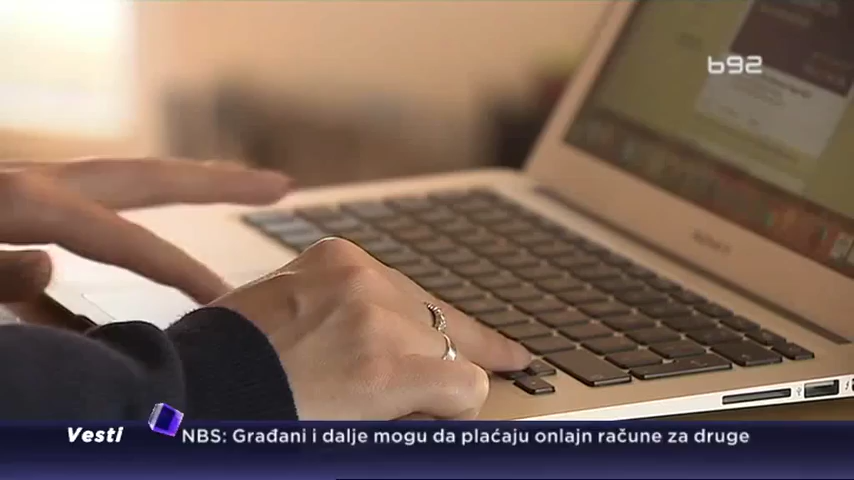 b92
Vesti NBS: Građani i dalje mogu da plaćaju onlajn račune za druge